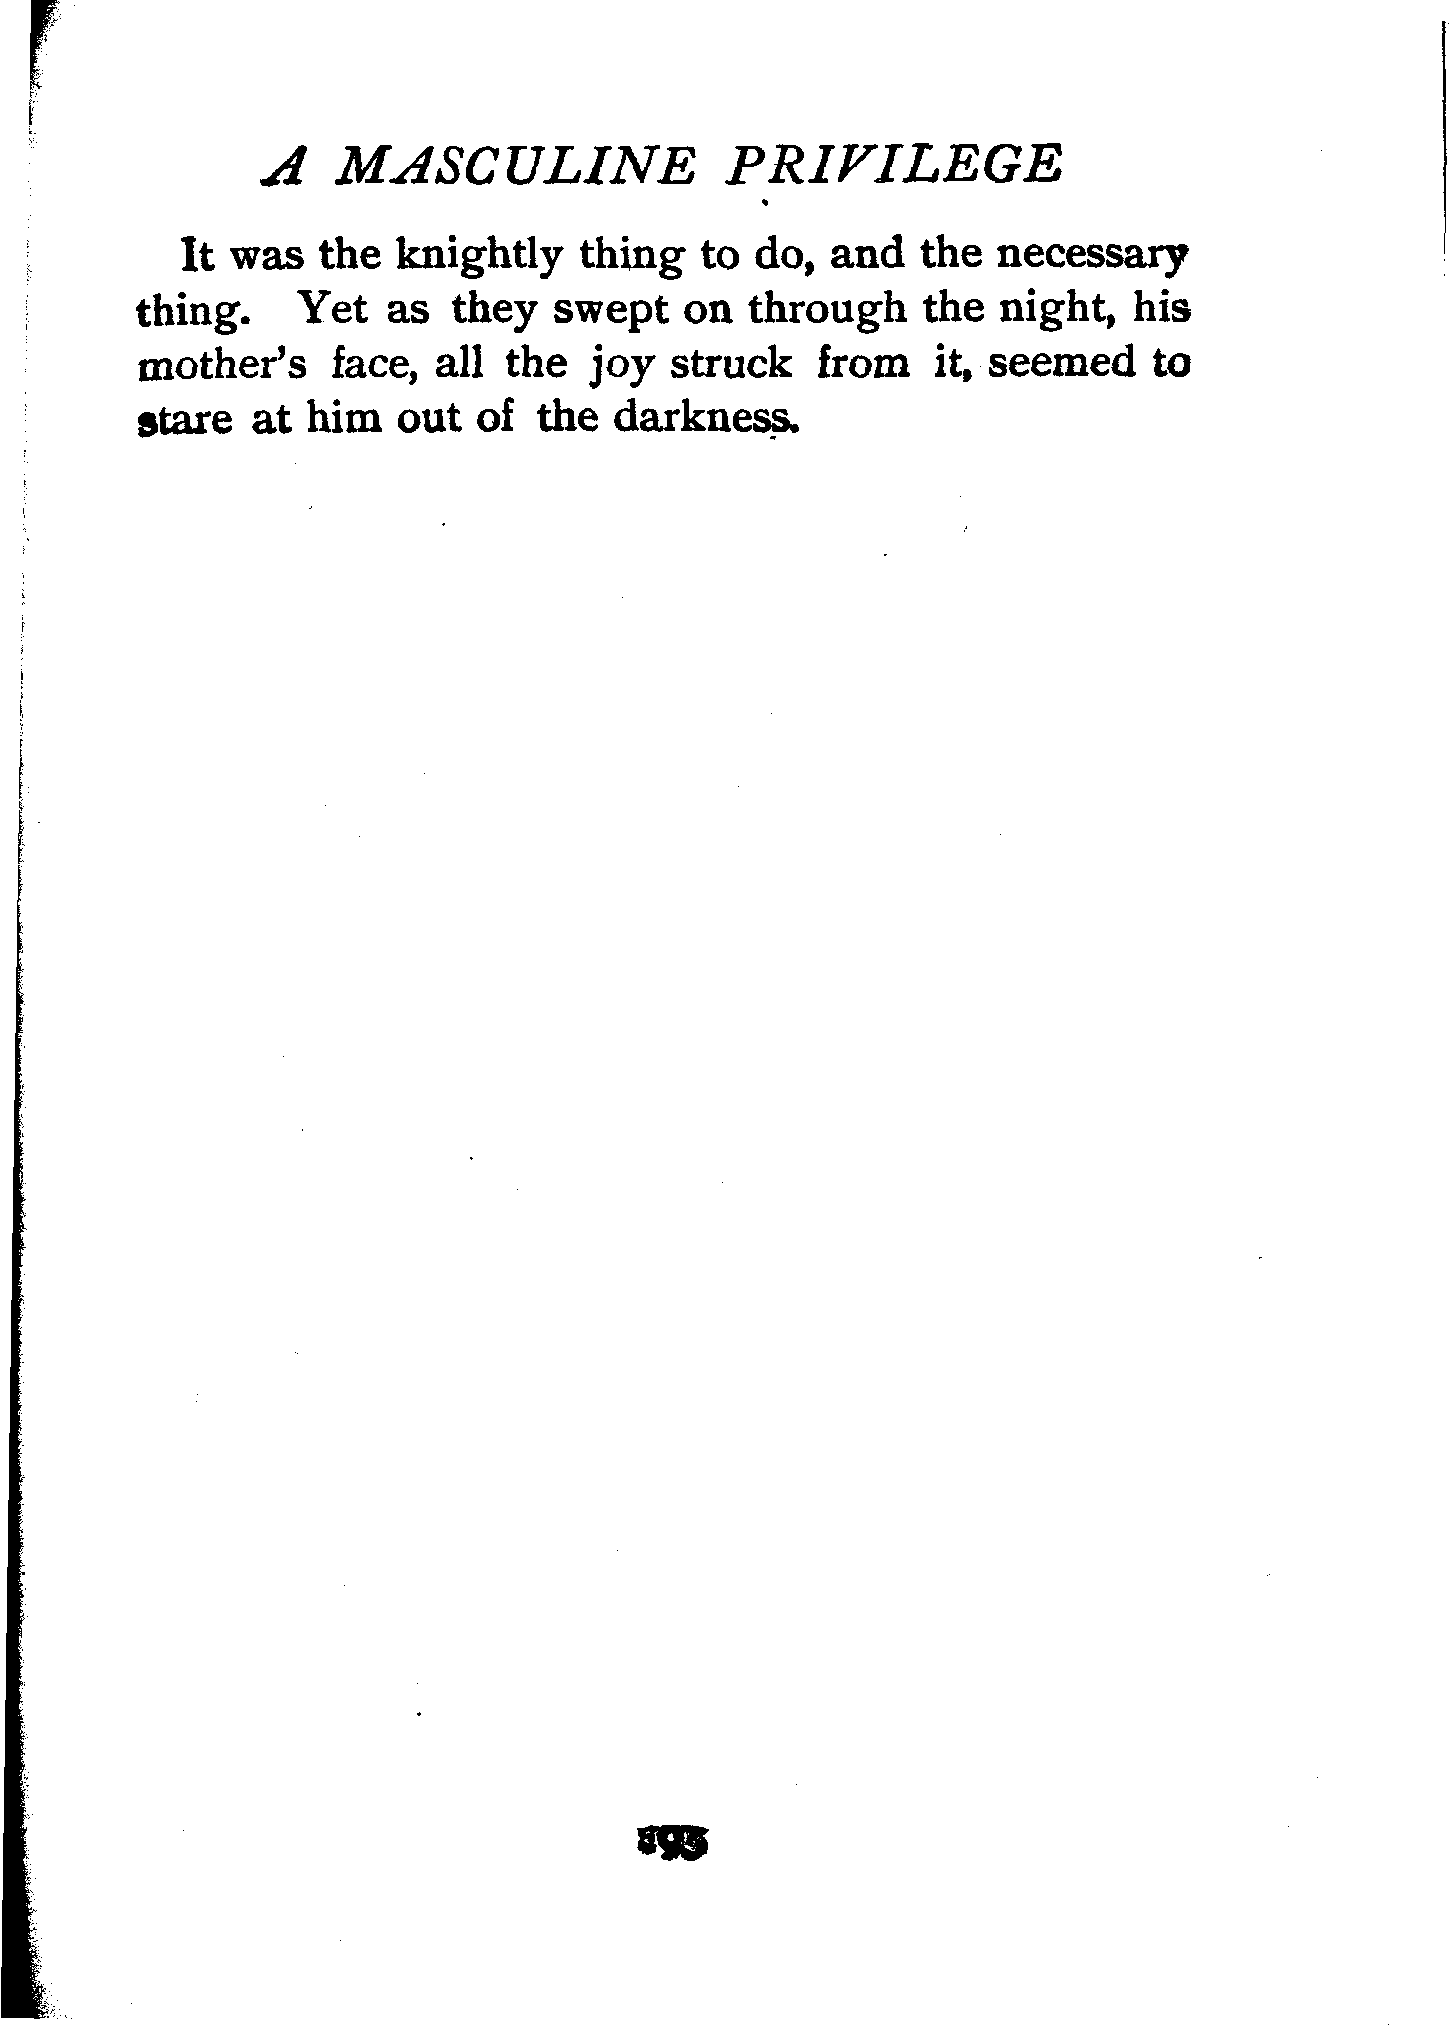 A MASCULINE PRIVILEGE
It was the knightly thing to do, and the necessary
thing. Yet as they swept on through the night, his
mother's face, all the joy struck from it, seemed to
stare at him out of the darkness.